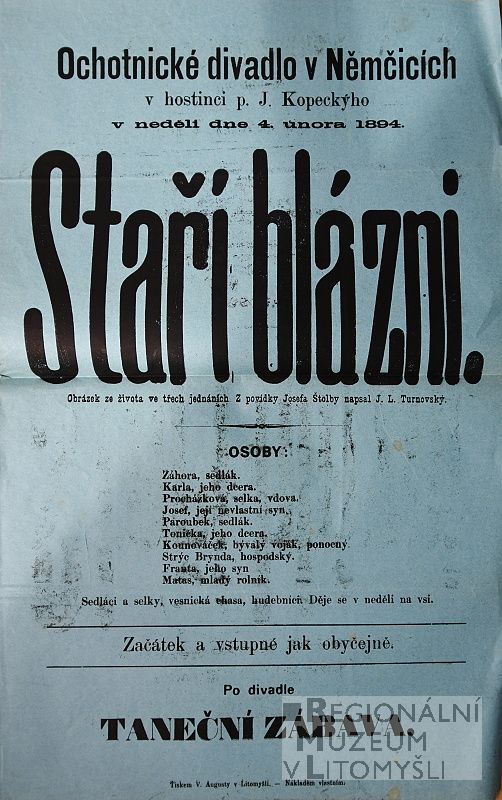 Ochotnické divadlo v Němčicích
v hostinci p. J. Kopeckýho
v neděli dne 4. února 1894.
Staří blázni.
Obrázek ze života ve třech jednáních Z povídky Josefa Štolby napsal J. L. Turnovský.
OSOBY:
Záhora, sedlák.
Karla, jeho dcera.
Procházková, selka, vdova.
Josef, její nevlastní syn.
Paroubek, sedlák.
Tonička, jeho dcera.
Kounováček, bývalý voják, ponocný.
Strýc Brynda, hospodský.
Franta, jeho syn
Matas, mladý rolník.
Sedláci a selky, vesnická chasa, hudebníci. Děje se v neděli na vsi.
Začátek a vstupné jak obyčejně.
Po divadle
TANEČNÍ ZÁBAVA.
Tiskem V. Augusty v Litomyšli. — Nákladem vlastním.
REGIONÁLNÍ
MUZEUM
V LITOMYŠLI